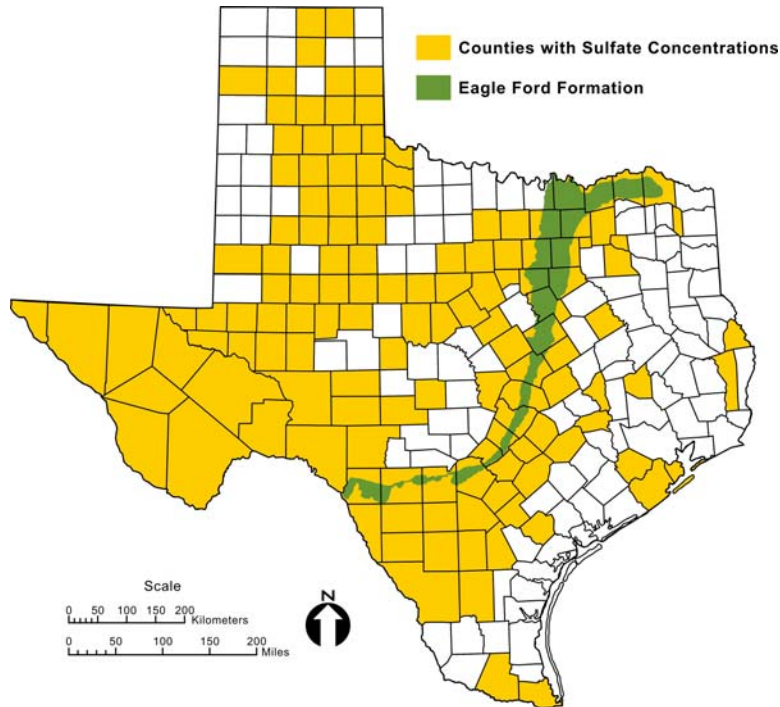 Counties with Sulfate Concentrations
Eagle Ford Formation
Scale
0 50 100 150 200
Kilometers
0 50 100 150 200
Miles
N